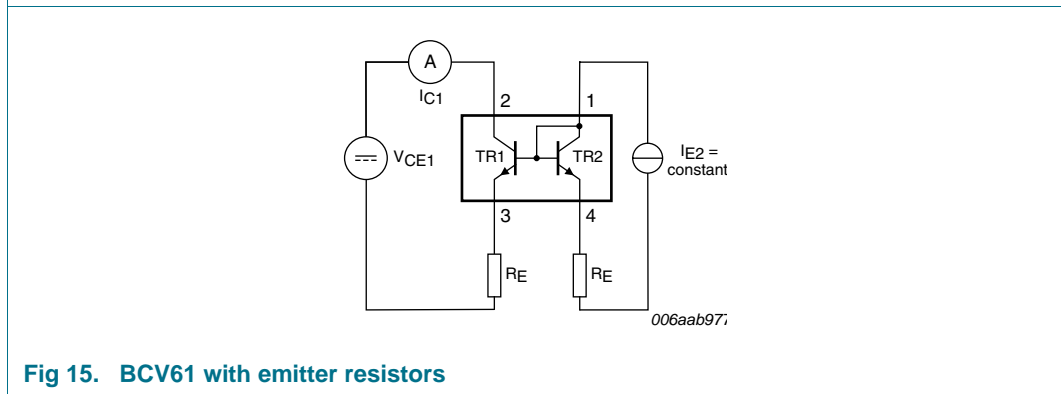 A
IC1
2
1
VCE1
TR1
TR2
IE2 =
constant
3
4
RE
RE
006aab977
Fig 15. BCV61 with emitter resistors